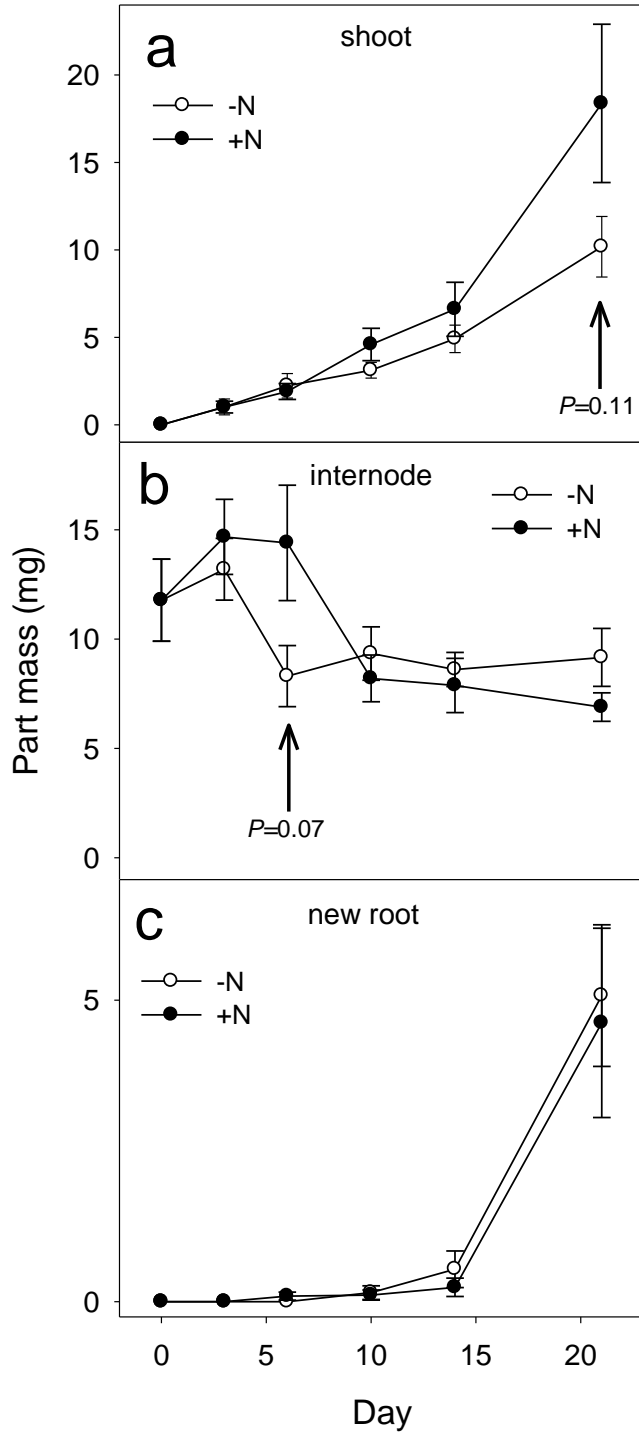 a
shoot
-N
+N
20
15
10
5
0
P=0.11
b
internode
-N
+N
15
10
5
0
P=0.07
Part mass (mg)
c
new root
-N
+N
5
0
0 5 10 15 20
Day